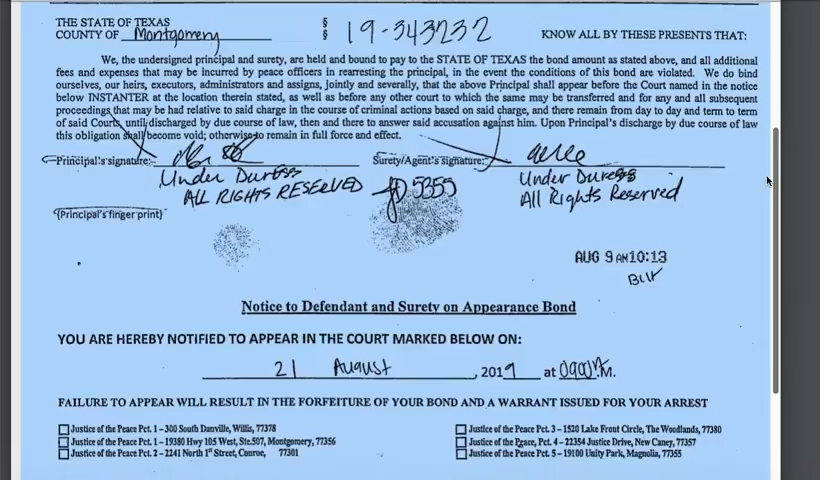 THE STATE OF TEXAS § 19-343232 KNOW ALL BY THESE PRESENTS THAT:
COUNTY OF Montgomery §
We, the undersigned principal and surety, are held and bound to pay to the STATE OF TEXAS the bond amount as stated above, and all additional
fees and expenses that may be incurred by peace officers in rearresting the principal, in the event the conditions of this bond are violated. We do bind
ourselves, our heirs, executors, administrators and assigns, jointly and severally, that the above Principal shall appear before the Court named in the notice
below INSTANTER at the location therein stated, as well as before any other court to which the same may be transferred and for any and all subsequent
proceedings that may be had relative to said charge in the course of criminal actions based on said charge, and there remain from day to day and term to term
of said Courts, until discharged by due course of law, then and there to answer said accusation against him. Upon Principal's discharge by due course of law
this obligation shall become void; otherwise to remain in full force and effect.
Principal's signature: Surety/Agent's signature:
Under Duress JD 5355 Under Duress
ALL RIGHTS RESERVED All Rights Reserved
(Principal's finger print)
AUG 9 AM 10:13
Notice to Defendant and Surety on Appearance Bond
YOU ARE HEREBY NOTIFIED TO APPEAR IN THE COURT MARKED BELOW ON:
21 August , 2019 at 0900 .M.
FAILURE TO APPEAR WILL RESULT IN THE FORFEITURE OF YOUR BOND AND A WARRANT ISSUED FOR YOUR ARREST
Justice of the Peace Pct. 1 – 300 South Danville, Willis, 77378 Justice of the Peace Pct. 3 – 1520 Lake Front Circle, The Woodlands, 77380
Justice of the Peace Pct. 1 – 19380 Hwy 105 West, Ste.507, Montgomery, 77356 Justice of the Peace, Pct. 4 – 22354 Justice Drive, New Caney, 77357
Justice of the Peace Pct. 2 – 2241 North 1st Street, Conroe, 77301 Justice of the Peace Pct. 5 – 19100 Unity Park, Magnolia, 77355